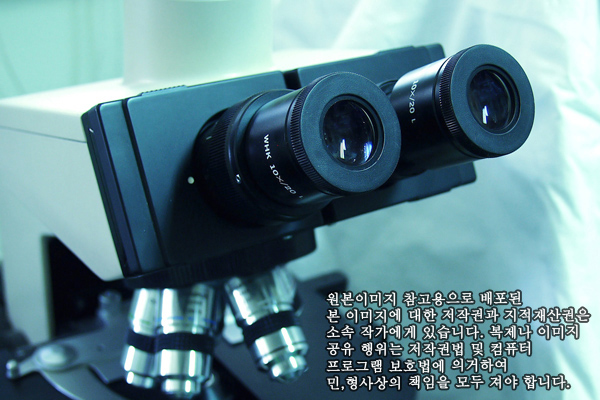 WHK 10X/20
10X/20 L
원본이미지 참고용으로 배포된
본 이미지에 대한 저작권과 지적재산권은
소속 작가에게 있습니다. 복제나 이미지
공유 행위는 저작권법 및 컴퓨터
프로그램 보호법에 의거하여
민,형사상의 책임을 모두 져야 합니다.